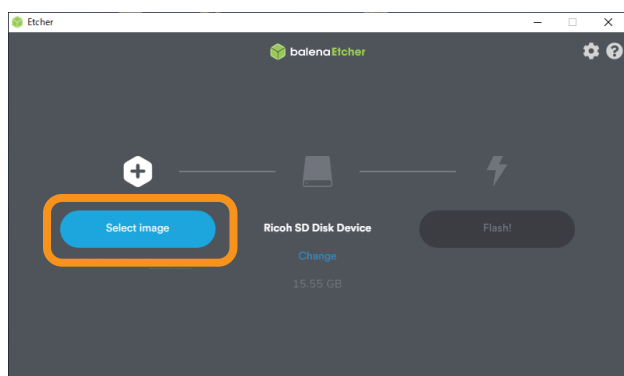 Etcher
balenaEtcher
Select image
Ricoh SD Disk Device
Flash!
Change
15.55 GB